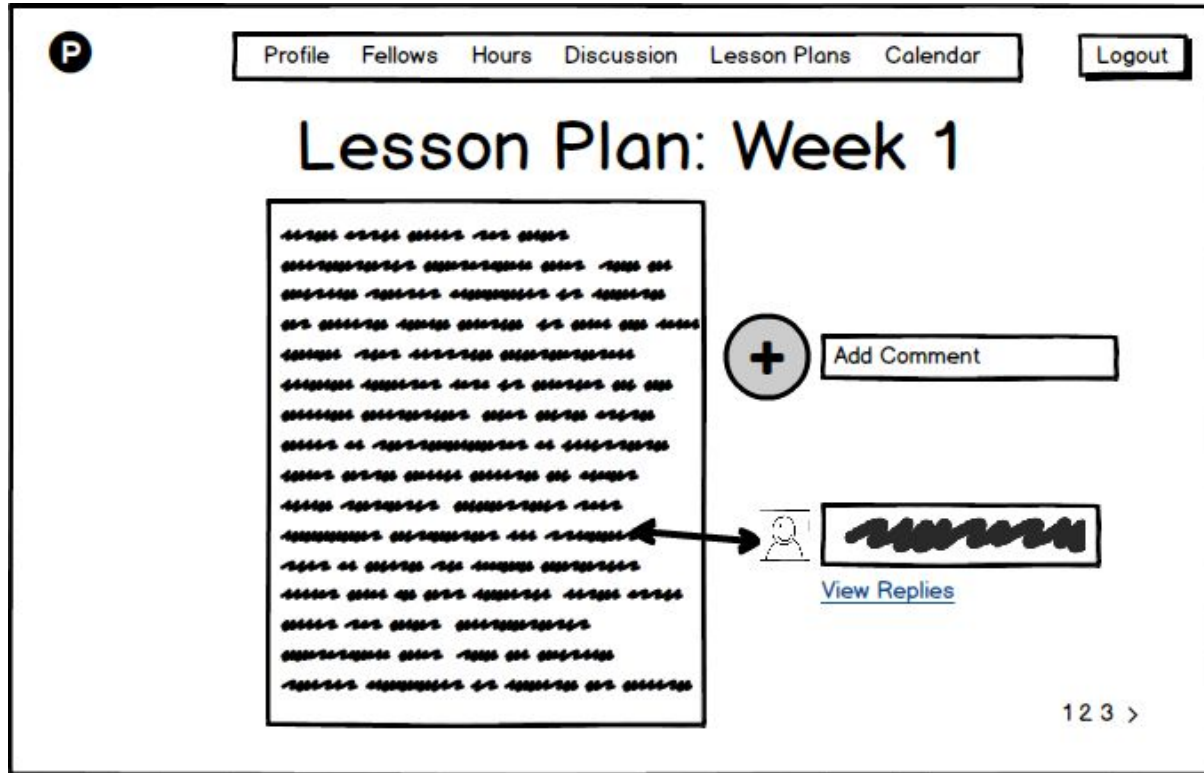 P Profile Fellows Hours Discussion Lesson Plans Calendar Logout
Lesson Plan: Week 1
Add Comment
View Replies
1 2 3 >